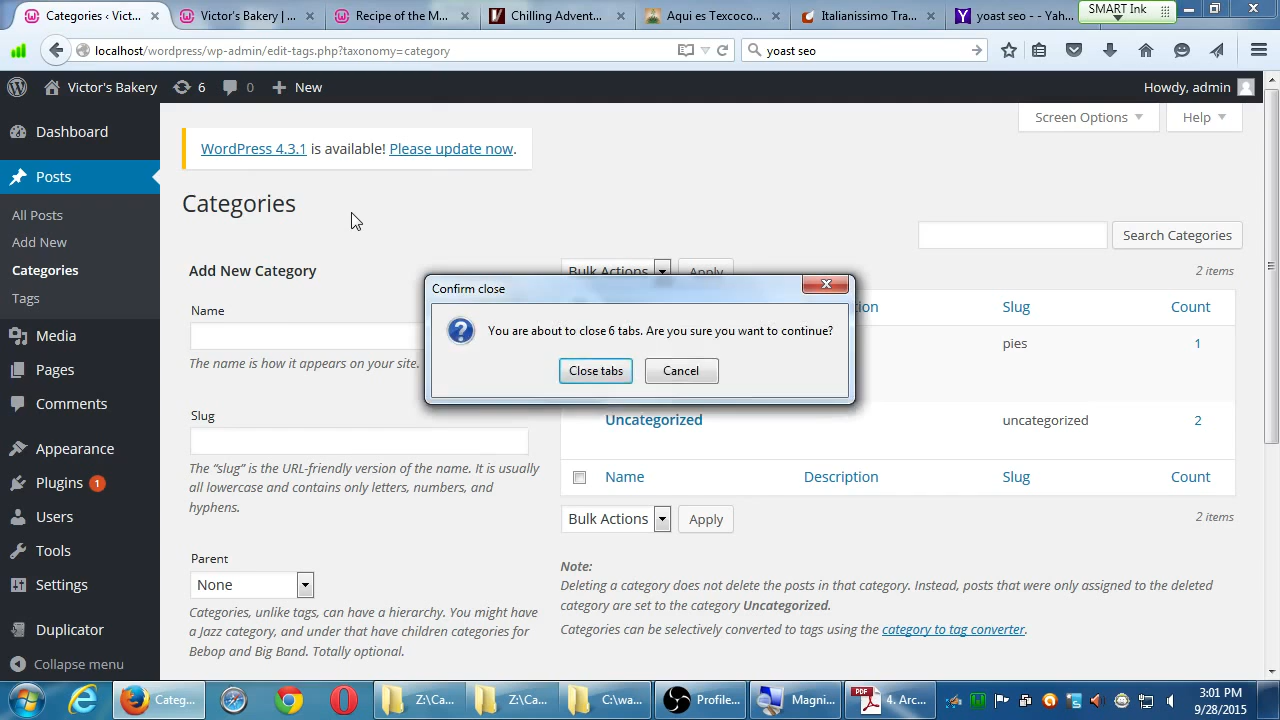 Categories ‹ Vict...
Victor's Bakery | ...
Recipe of the M...
Chilling Advent...
Aqui es Texcoco...
Italianissimo Tra...
yoast seo - - Yah...
SMART Ink
localhost/wordpress/wp-admin/edit-tags.php?taxonomy=category
yoast seo
Victor's Bakery
6
0
New
Howdy, admin
Dashboard
Posts
All Posts
Add New
Categories
Tags
Media
Pages
Comments
Appearance
Plugins 1
Users
Tools
Settings
Duplicator
Collapse menu
Screen Options
Help
WordPress 4.3.1 is available! Please update now.
Categories
Search Categories
Add New Category
Name
The name is how it appears on your site.
Slug
The “slug” is the URL-friendly version of the name. It is usually
all lowercase and contains only letters, numbers, and
hyphens.
Parent
None
Categories, unlike tags, can have a hierarchy. You might have
a Jazz category, and under that have children categories for
Bebop and Big Band. Totally optional.
Bulk Actions
Apply
2 items
Slug
Count
pies
1
Uncategorized
uncategorized
2
Name
Description
Slug
Count
Bulk Actions
Apply
2 items
Note:
Deleting a category does not delete the posts in that category. Instead, posts that were only assigned to the deleted
category are set to the category Uncategorized.
Categories can be selectively converted to tags using the category to tag converter.
Confirm close
You are about to close 6 tabs. Are you sure you want to continue?
Close tabs
Cancel
Categ...
Z:\Ca...
Z:\Ca...
C:\wa...
Profile...
Magni...
PDF
4. Arc...
3:01 PM
9/28/2015